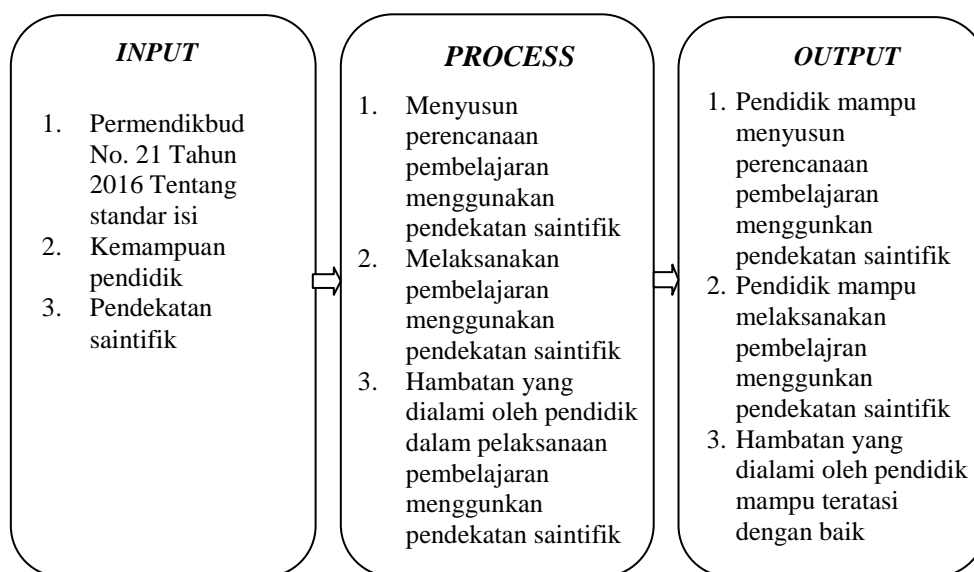 INPUT
1. Permendikbud
No. 21 Tahun
2016 Tentang
standar isi
2. Kemampuan
pendidik
3. Pendekatan
saintifik
PROCESS
1. Menyusun
perencanaan
pembelajaran
menggunakan
pendekatan saintifik
2. Melaksanakan
pembelajaran
menggunakan
pendekatan saintifik
3. Hambatan yang
dialami oleh pendidik
dalam pelaksanaan
pembelajaran
menggunkan
pendekatan saintifik
OUTPUT
1. Pendidik mampu
menyusun
perencanaan
pembelajaran
menggunkan
pendekatan saintifik
2. Pendidik mampu
melaksanakan
pembelajran
menggunkan
pendekatan saintifik
3. Hambatan yang
dialami oleh pendidik
mampu teratasi
dengan baik